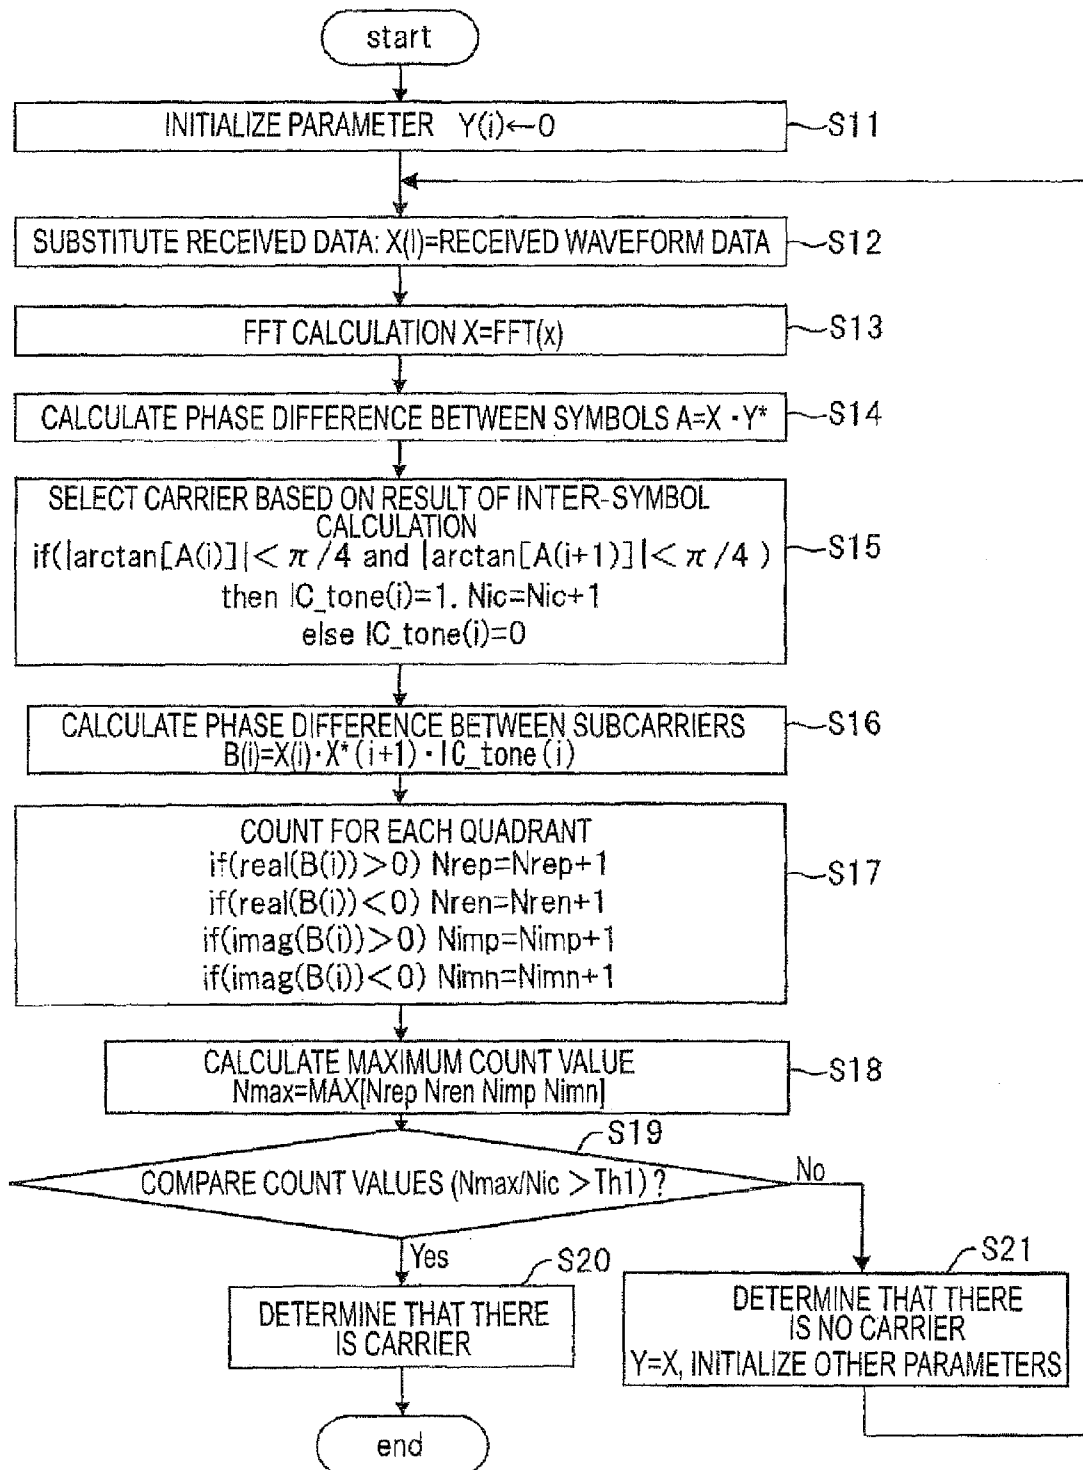 start
INITIALIZE PARAMETER Y(i)←0
S11
SUBSTITUTE RECEIVED DATA: X(I)=RECEIVED WAVEFORM DATA
S12
FFT CALCULATION X=FFT(x)
S13
CALCULATE PHASE DIFFERENCE BETWEEN SYMBOLS A=X · Y*
S14
SELECT CARRIER BASED ON RESULT OF INTER-SYMBOL
CALCULATION
if(|arctan[A(i)]|< π/4 and |arctan[A(i+1)]|< π/4 )
then IC_tone(i)=1. Nic=Nic+1
else IC_tone(i)=0
S15
CALCULATE PHASE DIFFERENCE BETWEEN SUBCARRIERS
B(i)=X(i)·X*(i+1)·IC_tone(i)
S16
COUNT FOR EACH QUADRANT
if(real(B(i))>0) Nrep=Nrep+1
if(real(B(i))<0) Nren=Nren+1
if(imag(B(i))>0) Nimp=Nimp+1
if(imag(B(i))<0) Nimn=Nimn+1
S17
CALCULATE MAXIMUM COUNT VALUE
Nmax=MAX[Nrep Nren Nimp Nimn]
S18
S19
COMPARE COUNT VALUES (Nmax/Nic >Th1) ?
No
Yes
S20
DETERMINE THAT THERE
IS CARRIER
S21
DETERMINE THAT THERE
IS NO CARRIER
Y=X, INITIALIZE OTHER PARAMETERS
end